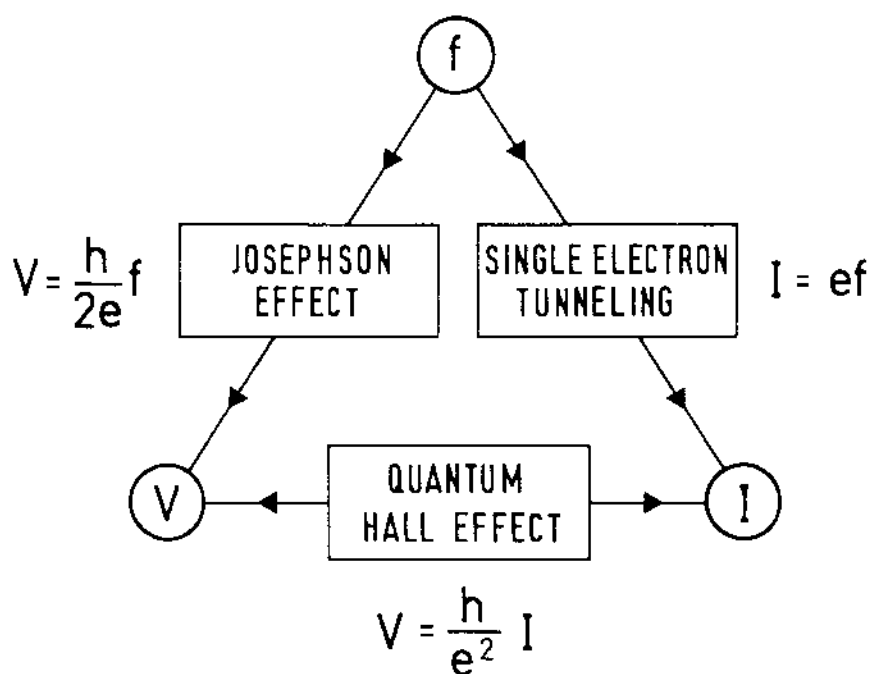 f
V = h/2e f
JOSEPHSON
EFFECT
SINGLE ELECTRON
TUNNELING
I = ef
V
QUANTUM
HALL EFFECT
I
V = h/e² I